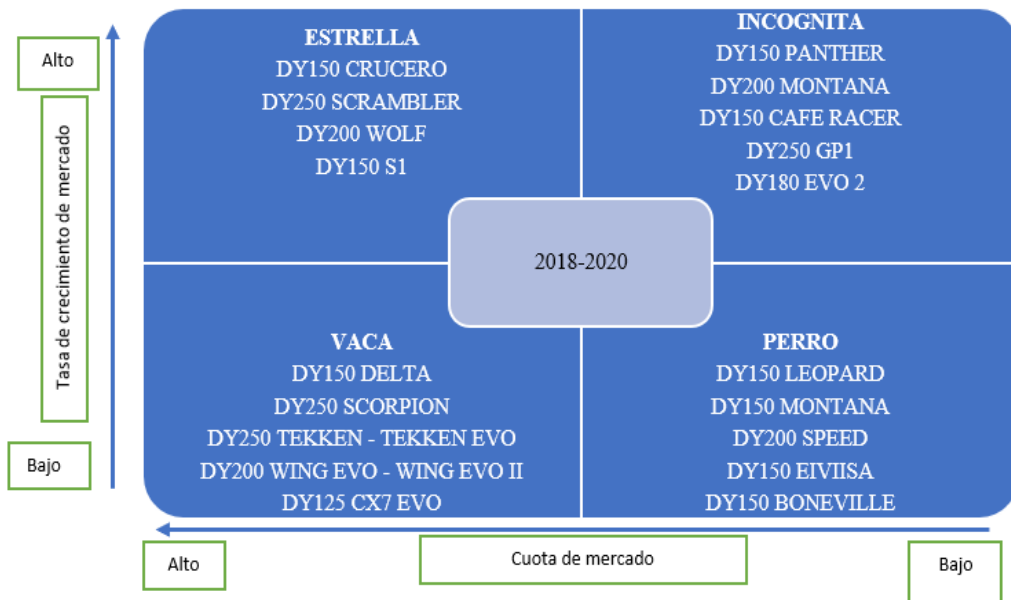 Alto
Tasa de crecimiento de mercado
Bajo
ESTRELLA
DY150 CRUCERO
DY250 SCRAMBLER
DY200 WOLF
DY150 S1
INCOGNITA
DY150 PANTHER
DY200 MONTANA
DY150 CAFE RACER
DY250 GP1
DY180 EVO 2
2018-2020
VACA
DY150 DELTA
DY250 SCORPION
DY250 TEKKEN - TEKKEN EVO
DY200 WING EVO - WING EVO II
DY125 CX7 EVO
PERRO
DY150 LEOPARD
DY150 MONTANA
DY200 SPEED
DY150 EIVIISA
DY150 BONEVILLE
Alto
Cuota de mercado
Bajo